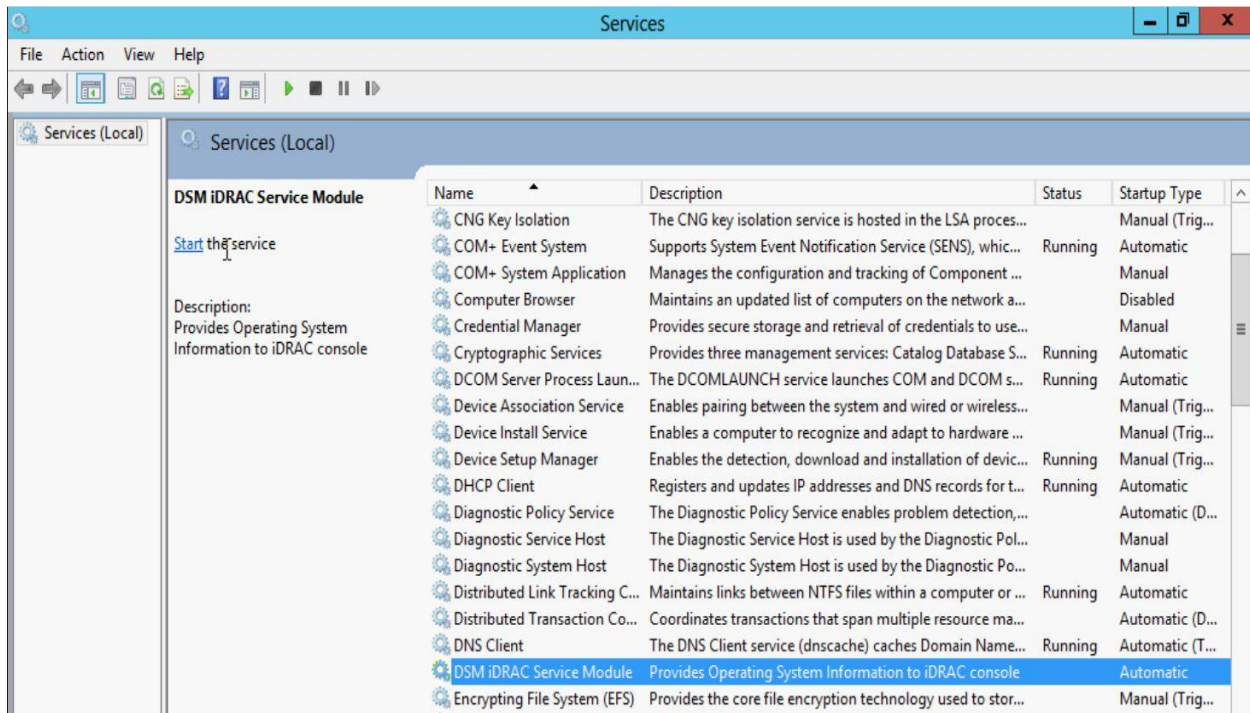 Services
File Action View Help
Services (Local)
Services (Local)
DSM iDRAC Service Module
Start the service
Description:
Provides Operating System
Information to iDRAC console
Name Description Status Startup Type
CNG Key Isolation The CNG key isolation service is hosted in the LSA proces... Manual (Trig...
COM+ Event System Supports System Event Notification Service (SENS), whic... Running Automatic
COM+ System Application Manages the configuration and tracking of Component ... Manual
Computer Browser Maintains an updated list of computers on the network a... Disabled
Credential Manager Provides secure storage and retrieval of credentials to use... Manual
Cryptographic Services Provides three management services: Catalog Database S... Running Automatic
DCOM Server Process Laun... The DCOMLAUNCH service launches COM and DCOM s... Running Automatic
Device Association Service Enables pairing between the system and wired or wireless... Manual (Trig...
Device Install Service Enables a computer to recognize and adapt to hardware ... Manual (Trig...
Device Setup Manager Enables the detection, download and installation of devic... Running Manual (Trig...
DHCP Client Registers and updates IP addresses and DNS records for t... Running Automatic
Diagnostic Policy Service The Diagnostic Policy Service enables problem detection,... Automatic (D...
Diagnostic Service Host The Diagnostic Service Host is used by the Diagnostic Pol... Manual
Diagnostic System Host The Diagnostic System Host is used by the Diagnostic Po... Manual
Distributed Link Tracking C... Maintains links between NTFS files within a computer or ... Running Automatic
Distributed Transaction Co... Coordinates transactions that span multiple resource ma... Automatic (D...
DNS Client The DNS Client service (dnscache) caches Domain Name... Running Automatic (T...
DSM iDRAC Service Module Provides Operating System Information to iDRAC console Automatic
Encrypting File System (EFS) Provides the core file encryption technology used to stor... Manual (Trig...